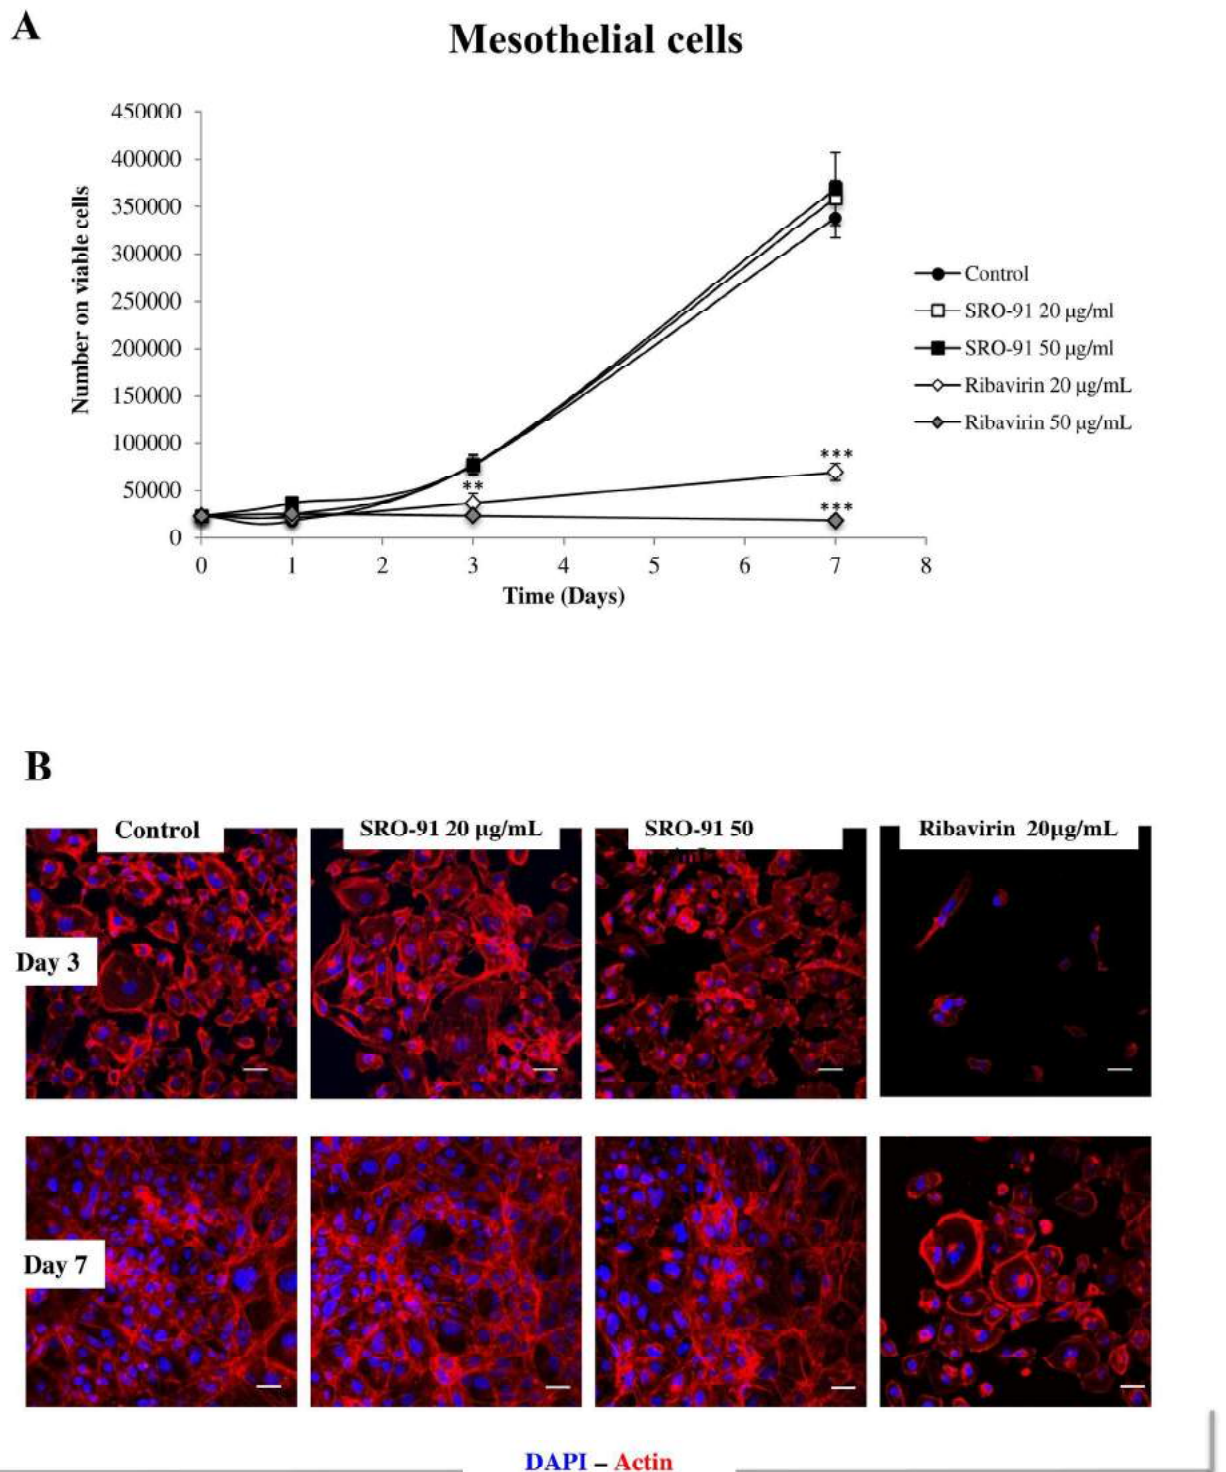 A
Mesothelial cells
450000
400000
350000
300000
250000
200000
150000
100000
50000
0
Number on viable cells
0 1 2 3 4 5 6 7 8
Time (Days)
**
***
***
Control
SRO-91 20 µg/ml
SRO-91 50 µg/ml
Ribavirin 20 µg/mL
Ribavirin 50 µg/mL
B
Control
SRO-91 20 µg/mL
SRO-91 50
Ribavirin 20µg/mL
Day 3
Day 7
DAPI – Actin